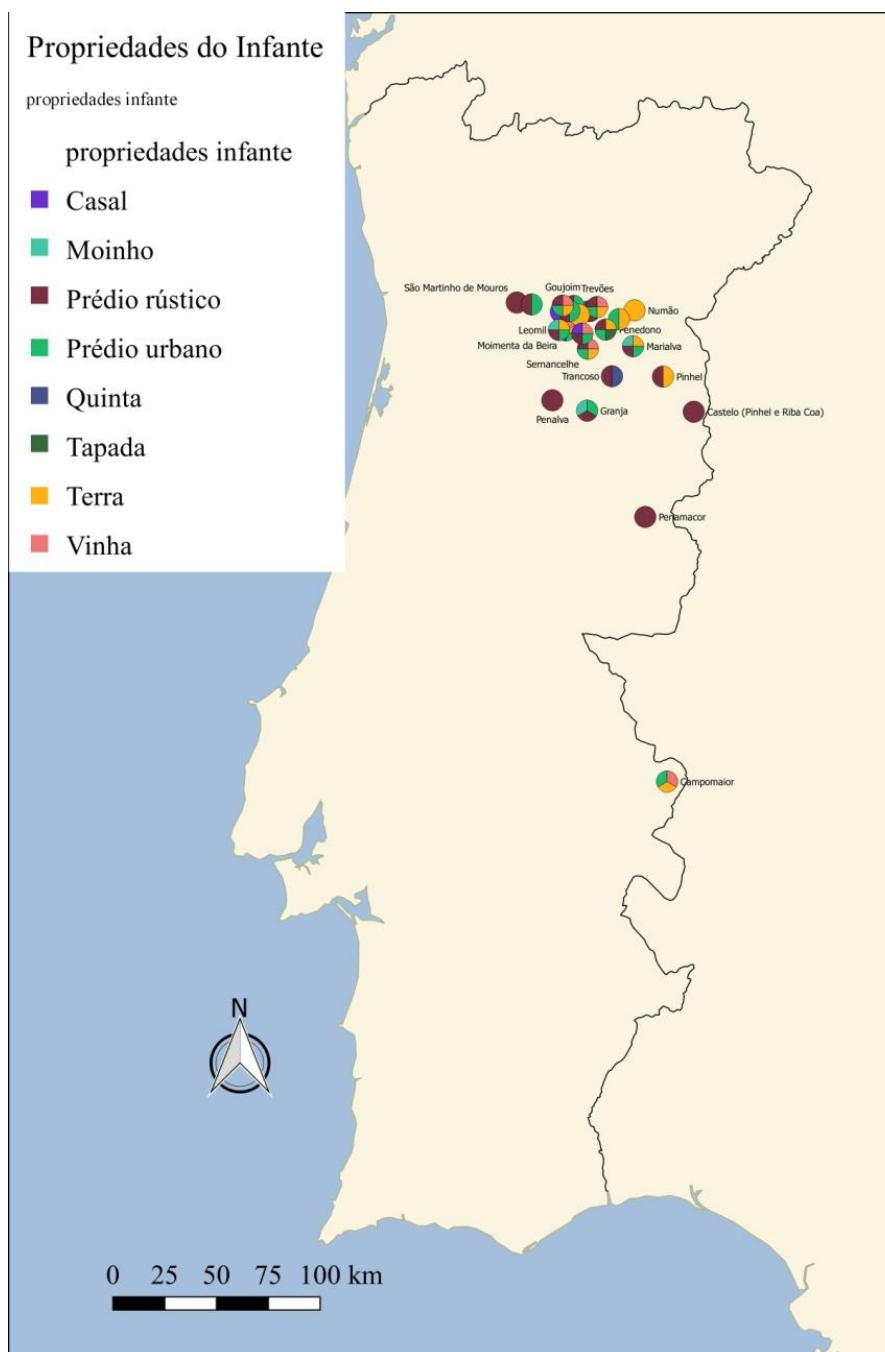 Propriedades do Infante
propriedades infante
propriedades infante
Casal
Moinho
Prédio rústico
Prédio urbano
Quinta
Tapada
Terra
Vinha
São Martinho de Mouros
Goujoim
Trevões
Numão
Leomil
Penedono
Moimenta da Beira
Marialva
Sernancelhe
Trancoso
Pinhel
Penalva
Granja
Castelo (Pinhel e Riba Coa)
Penamacor
Campomaior
N
0 25 50 75 100 km